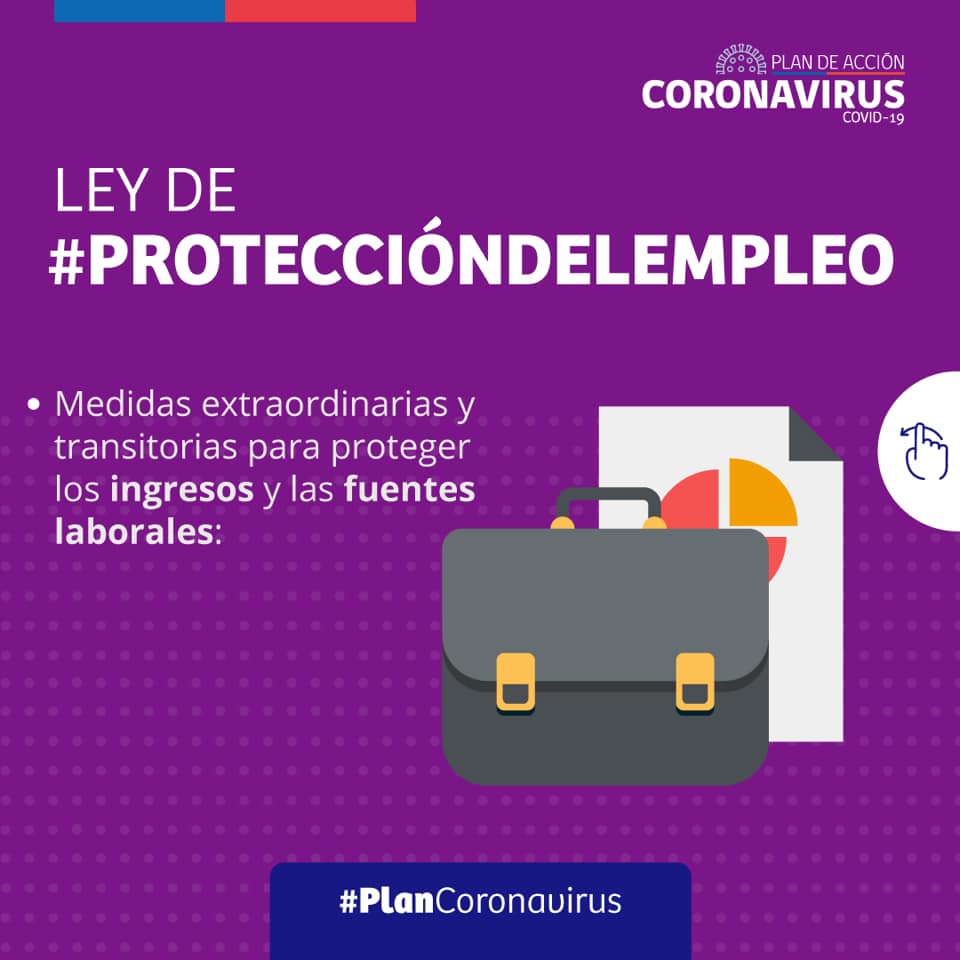 PLAN DE ACCIÓN
CORONAVIRUS
COVID-19
LEY DE
#PROTECCIÓNDELEMPLEO
• Medidas extraordinarias y
transitorias para proteger
los ingresos y las fuentes
laborales:
#PlanCoronavirus